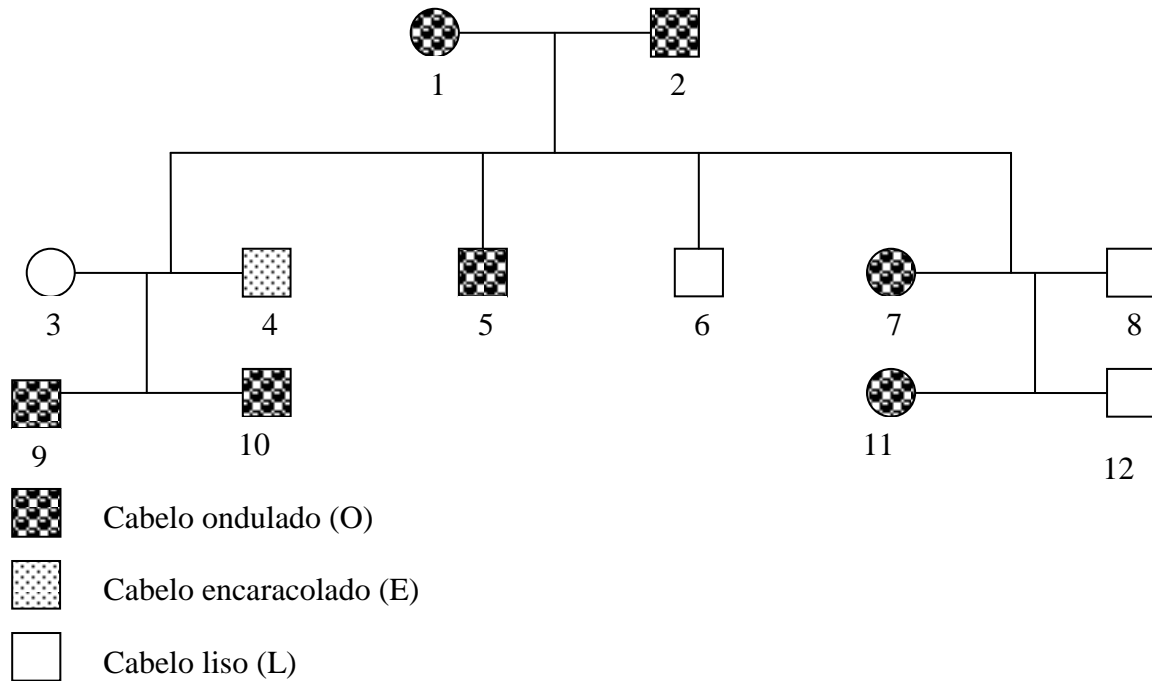 1 2
3 4 5 6 7 8
9 10 11 12
Cabelo ondulado (O)
Cabelo encaracolado (E)
Cabelo liso (L)